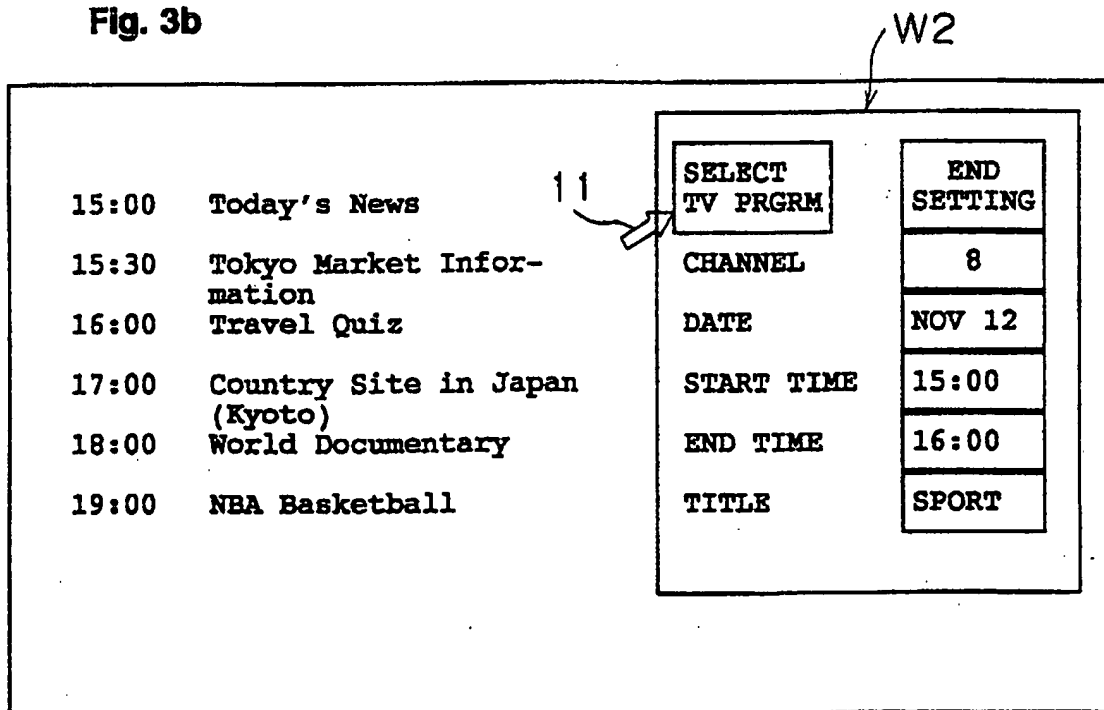 Fig. 3b
W2
11
15:00 Today's News
15:30 Tokyo Market Infor-
mation
16:00 Travel Quiz
17:00 Country Site in Japan
(Kyoto)
18:00 World Documentary
19:00 NBA Basketball
SELECT
TV PRGRM
END
SETTING
CHANNEL 8
DATE NOV 12
START TIME 15:00
END TIME 16:00
TITLE SPORT